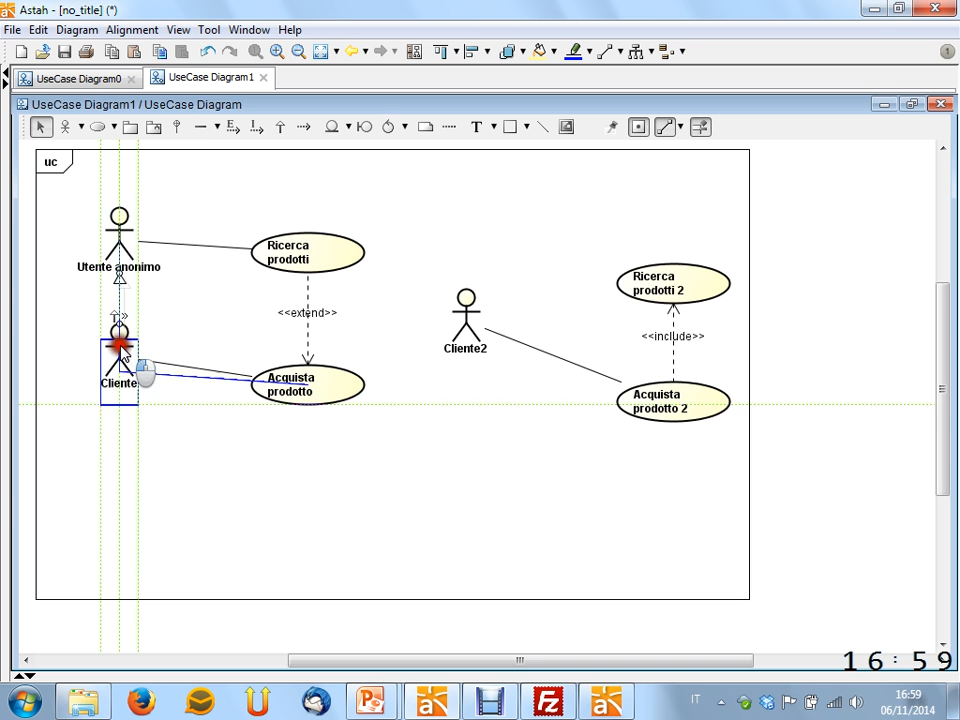 Astah - [no_title] (*)
File Edit Diagram Alignment View Tool Window Help
1
UseCase Diagram0 UseCase Diagram1
UseCase Diagram1 / UseCase Diagram
E I T
uc
Utente anonimo
Ricerca
prodotti
<<extend>>
Cliente
Acquista
prodotto
Cliente2
Ricerca
prodotti 2
<<include>>
Acquista
prodotto 2
16:59
IT
16:59
06/11/2014